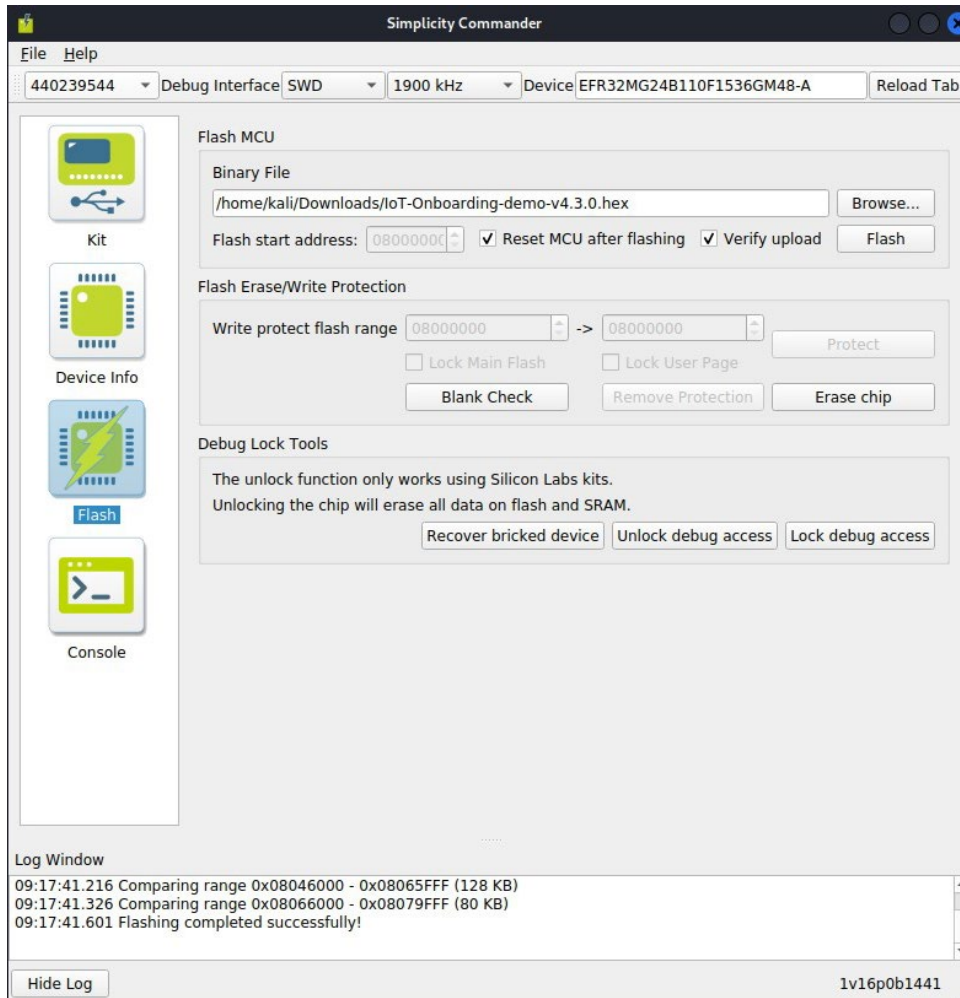 Simplicity Commander
File Help
440239544 Debug Interface SWD 1900 kHz Device EFR32MG24B110F1536GM48-A Reload Tab
Kit
Device Info
Flash
Console
Flash MCU
Binary File
/home/kali/Downloads/IoT-Onboarding-demo-v4.3.0.hex Browse...
Flash start address: 08000000 Reset MCU after flashing Verify upload Flash
Flash Erase/Write Protection
Write protect flash range 08000000 -> 08000000 Protect
Lock Main Flash Lock User Page
Blank Check Remove Protection Erase chip
Debug Lock Tools
The unlock function only works using Silicon Labs kits.
Unlocking the chip will erase all data on flash and SRAM.
Recover bricked device Unlock debug access Lock debug access
Log Window
09:17:41.216 Comparing range 0x08046000 - 0x08065FFF (128 KB)
09:17:41.326 Comparing range 0x08066000 - 0x08079FFF (80 KB)
09:17:41.601 Flashing completed successfully!
Hide Log 1v16p0b1441